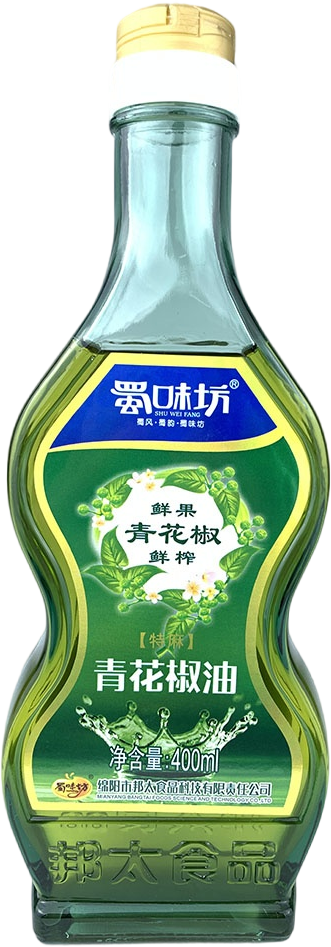 蜀味坊®
SHU WEI FANG
蜀风·蜀韵·蜀味坊
鲜果
青花椒
鲜榨
【特麻】
青花椒油
净含量:400ml
蜀味坊 绵阳市邦太食品科技有限责任公司
MIANYANG BANGTAI FOODS SCIENCE AND TECHNOLOGY CO.,LTD
邦太食品